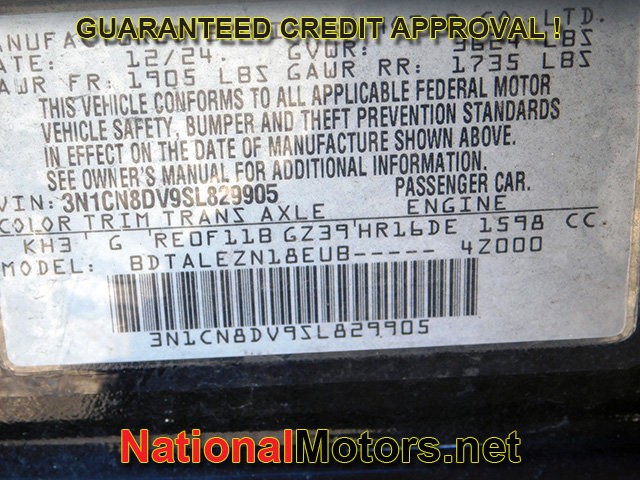 GUARANTEED CREDIT APPROVAL !
CO., LTD.
DATE: 12/24. GVWR: 3624 LBS
GAWR FR: 1905 LBS GAWR RR: 1735 LBS
THIS VEHICLE CONFORMS TO ALL APPLICABLE FEDERAL MOTOR
VEHICLE SAFETY, BUMPER AND THEFT PREVENTION STANDARDS
IN EFFECT ON THE DATE OF MANUFACTURE SHOWN ABOVE.
SEE OWNER'S MANUAL FOR ADDITIONAL INFORMATION.
VIN: 3N1CN8DV9SL829905 PASSENGER CAR.
COLOR TRIM TRANS AXLE ENGINE
KH3 G RE0F11B GZ39 HR16DE 1598 CC
MODEL: BDTALEZN18EUB----- 4Z000
3N1CN8DV9SL829905
NationalMotors.net